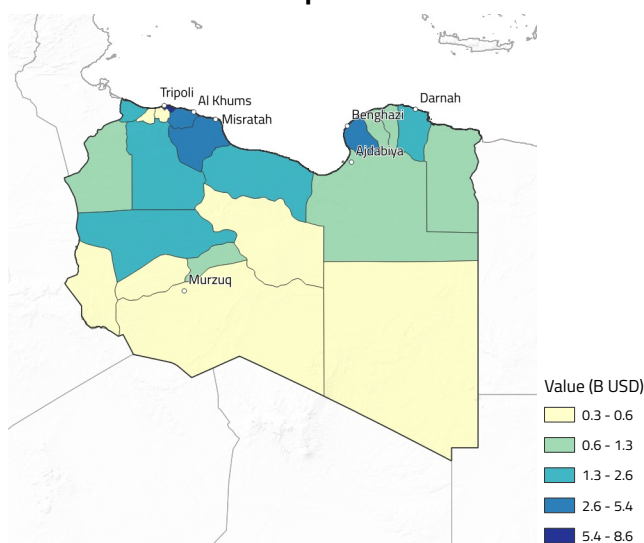 Tripoli
Al Khums
Misratah
Darnah
Benghazi
Ajdabiya
Murzuq
Value (B USD)
0.3 - 0.6
0.6 - 1.3
1.3 - 2.6
2.6 - 5.4
5.4 - 8.6